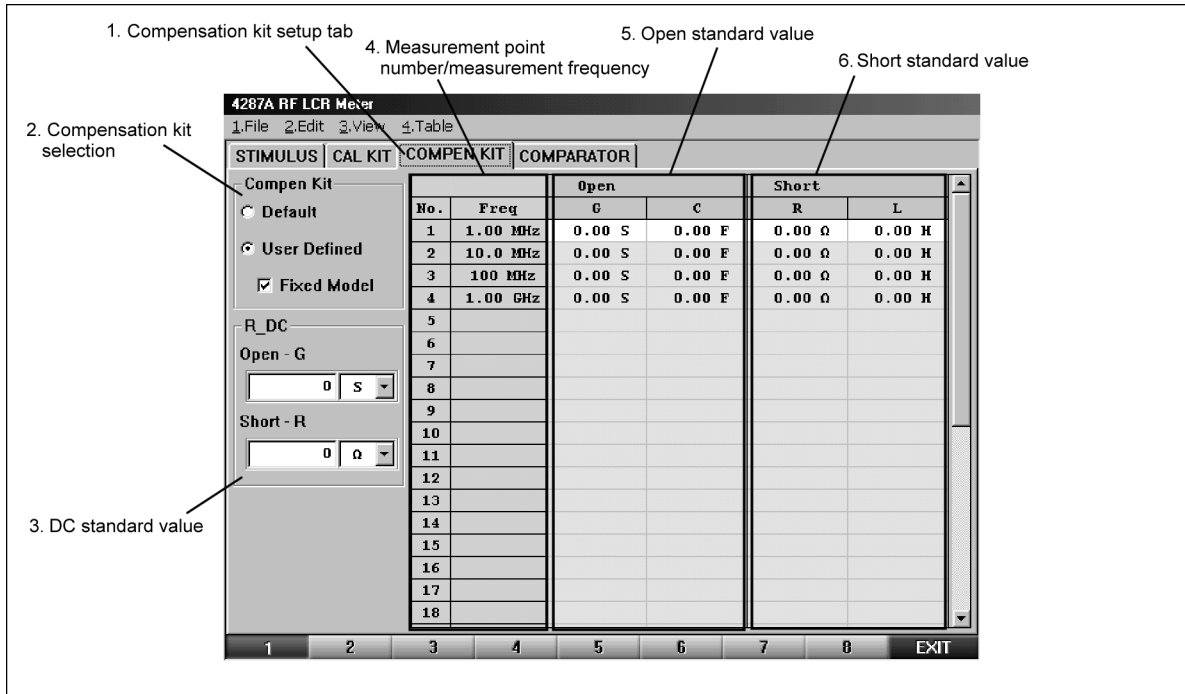 1. Compensation kit setup tab
4. Measurement point
number/measurement frequency
5. Open standard value
6. Short standard value
2. Compensation kit
selection
3. DC standard value
4287A RF LCR Meter
1.File 2.Edit 3.View 4.Table
STIMULUS CAL KIT COMPEN KIT COMPARATOR
Compen Kit
Default
User Defined
Fixed Model
R_DC
Open - G
0 S
Short - R
0 Ω
Open Short
No. Freq G C R L
1 1.00 MHz 0.00 S 0.00 F 0.00 Ω 0.00 H
2 10.0 MHz 0.00 S 0.00 F 0.00 Ω 0.00 H
3 100 MHz 0.00 S 0.00 F 0.00 Ω 0.00 H
4 1.00 GHz 0.00 S 0.00 F 0.00 Ω 0.00 H
5
6
7
8
9
10
11
12
13
14
15
16
17
18
1 2 3 4 5 6 7 8 EXIT